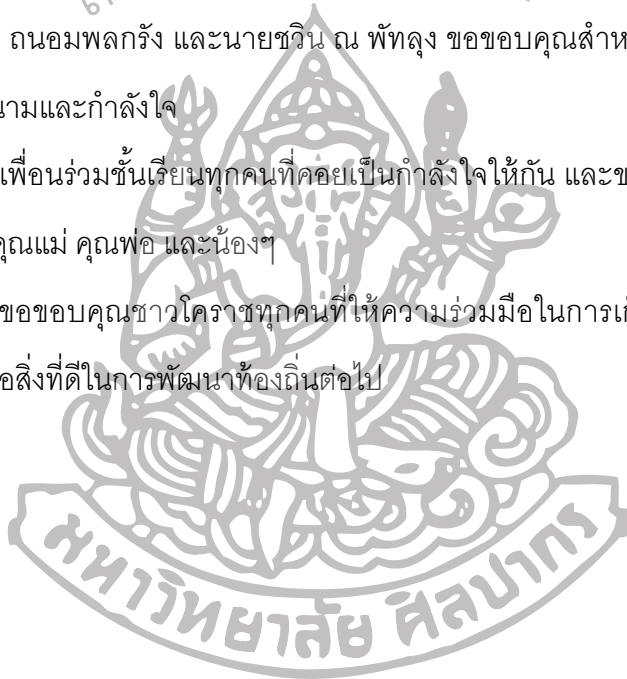 ถนอมพลกรัง และนายชวิน ณ พัทลุง ขอขอบคุณสำห
นามและกำลังใจ
เพื่อนร่วมชั้นเรียนทุกคนที่คอยเป็นกำลังใจให้กัน และข
คุณแม่ คุณพ่อ และน้องๆ
ขอขอบคุณชาวโคราชทุกคนที่ให้ความร่วมมือในการเก
อสิ่งที่ดีในการพัฒนาท้องถิ่นต่อไป
มหาวิทยาลัย ศิลปากร